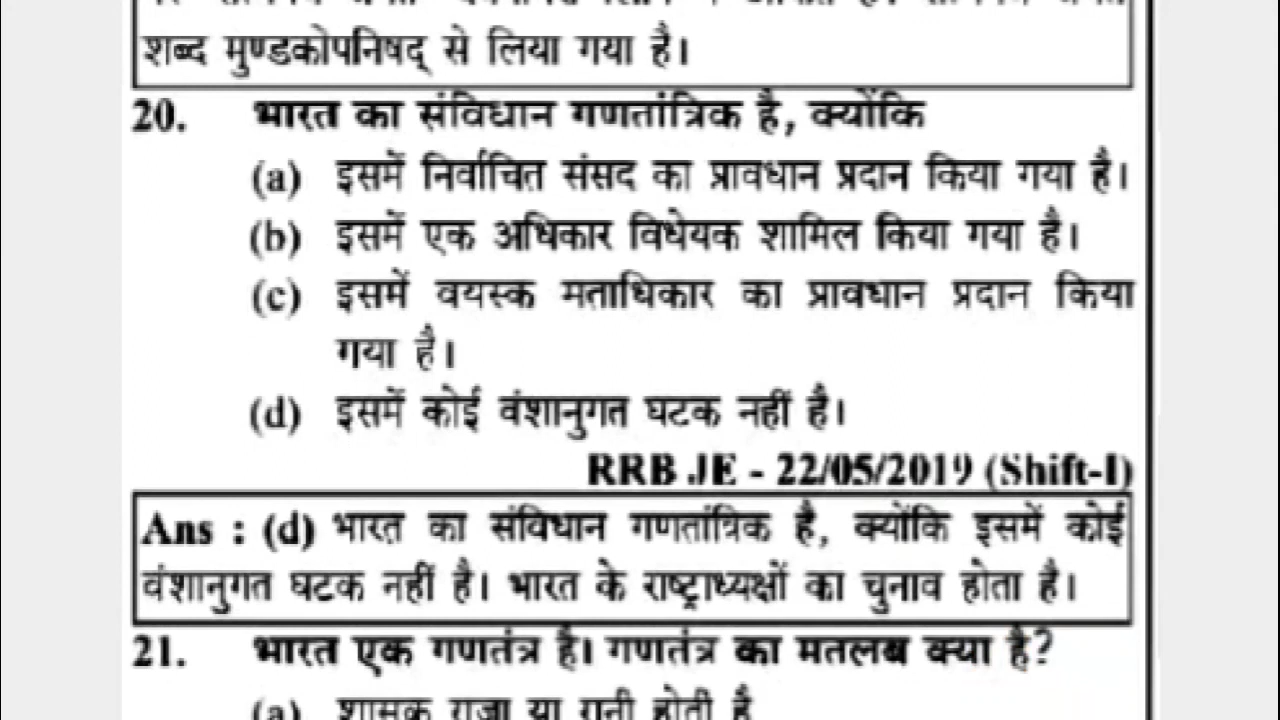 शब्द मुण्डकोपनिषद् से लिया गया है।
20. भारत का संविधान गणतांत्रिक है, क्योंकि
(a) इसमें निर्वाचित संसद का प्रावधान प्रदान किया गया है।
(b) इसमें एक अधिकार विधेयक शामिल किया गया है।
(c) इसमें वयस्क मताधिकार का प्रावधान प्रदान किया
गया है।
(d) इसमें कोई वंशानुगत घटक नहीं है।
RRB JE - 22/05/2019 (Shift-I)
Ans : (d) भारत का संविधान गणतांत्रिक है, क्योंकि इसमें कोई
वंशानुगत घटक नहीं है। भारत के राष्ट्राध्यक्षों का चुनाव होता है।
21. भारत एक गणतंत्र है। गणतंत्र का मतलब क्या है?
(a) शासक राजा या रानी होती है